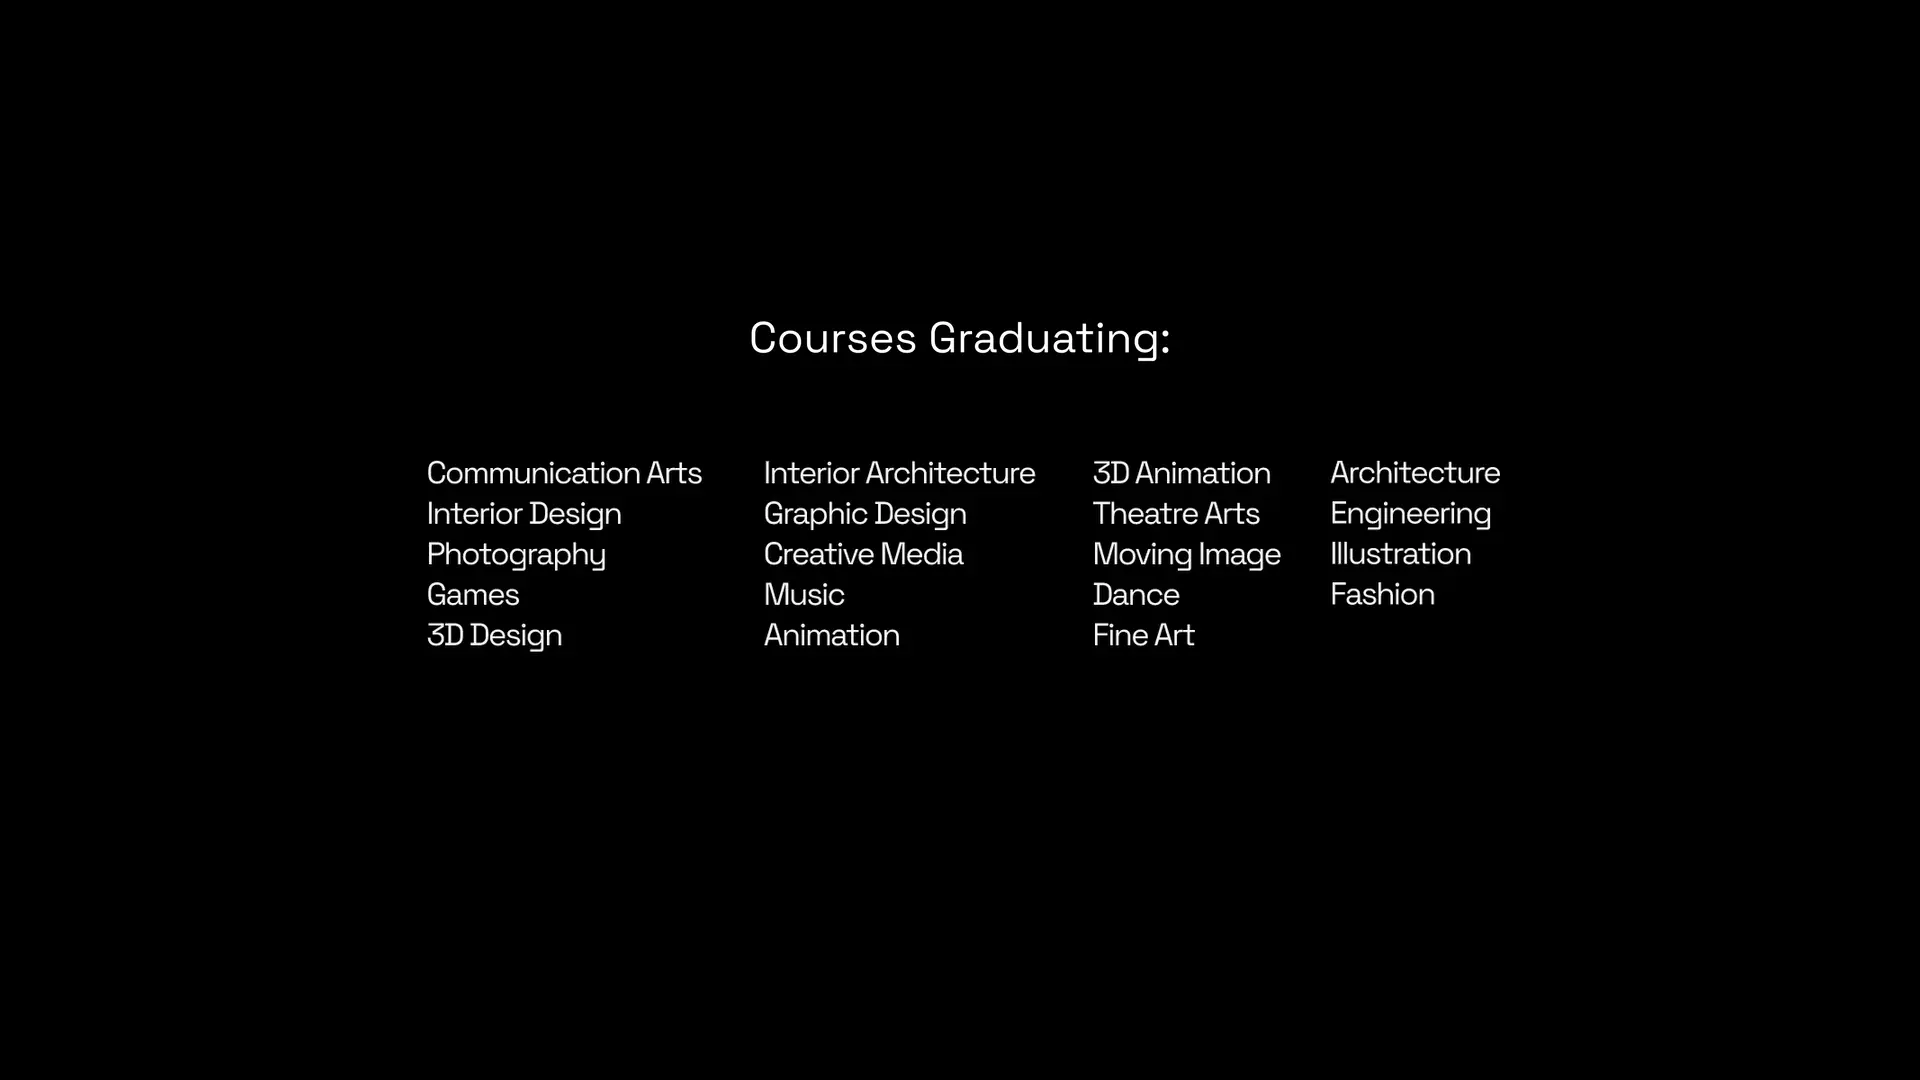 Courses Graduating:
Communication Arts
Interior Design
Photography
Games
3D Design
Interior Architecture
Graphic Design
Creative Media
Music
Animation
3D Animation
Theatre Arts
Moving Image
Dance
Fine Art
Architecture
Engineering
Illustration
Fashion